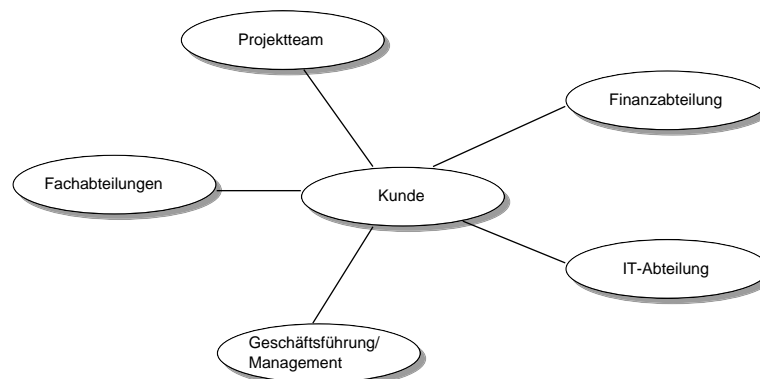 Projektteam
Finanzabteilung
Fachabteilungen
Kunde
IT-Abteilung
Geschäftsführung/
Management